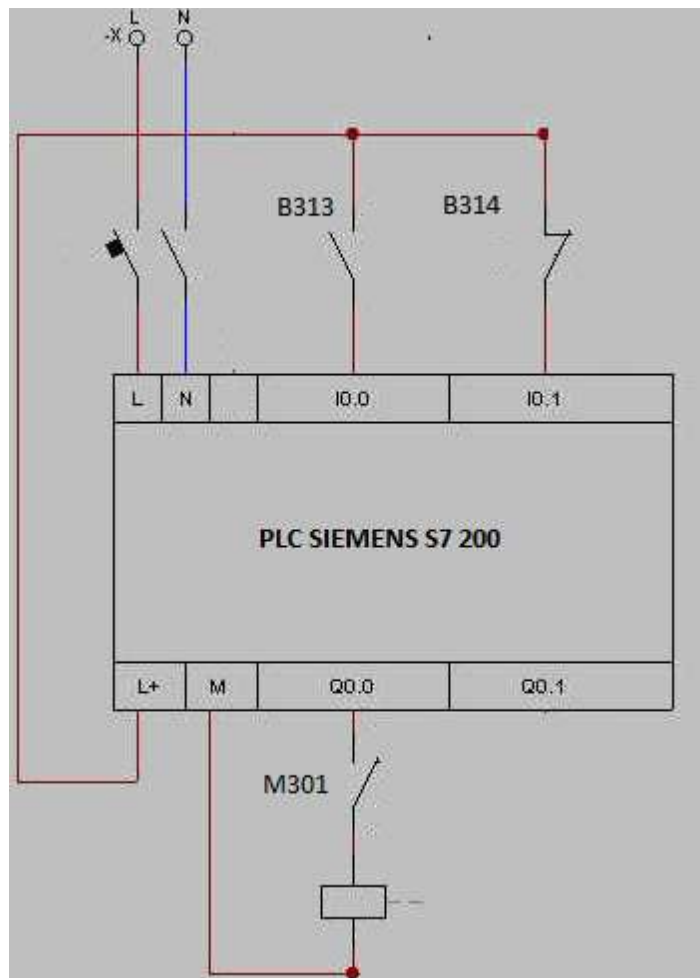 L N
-X
B313
B314
L N I0.0 I0.1
PLC SIEMENS S7 200
L+ M Q0.0 Q0.1
M301